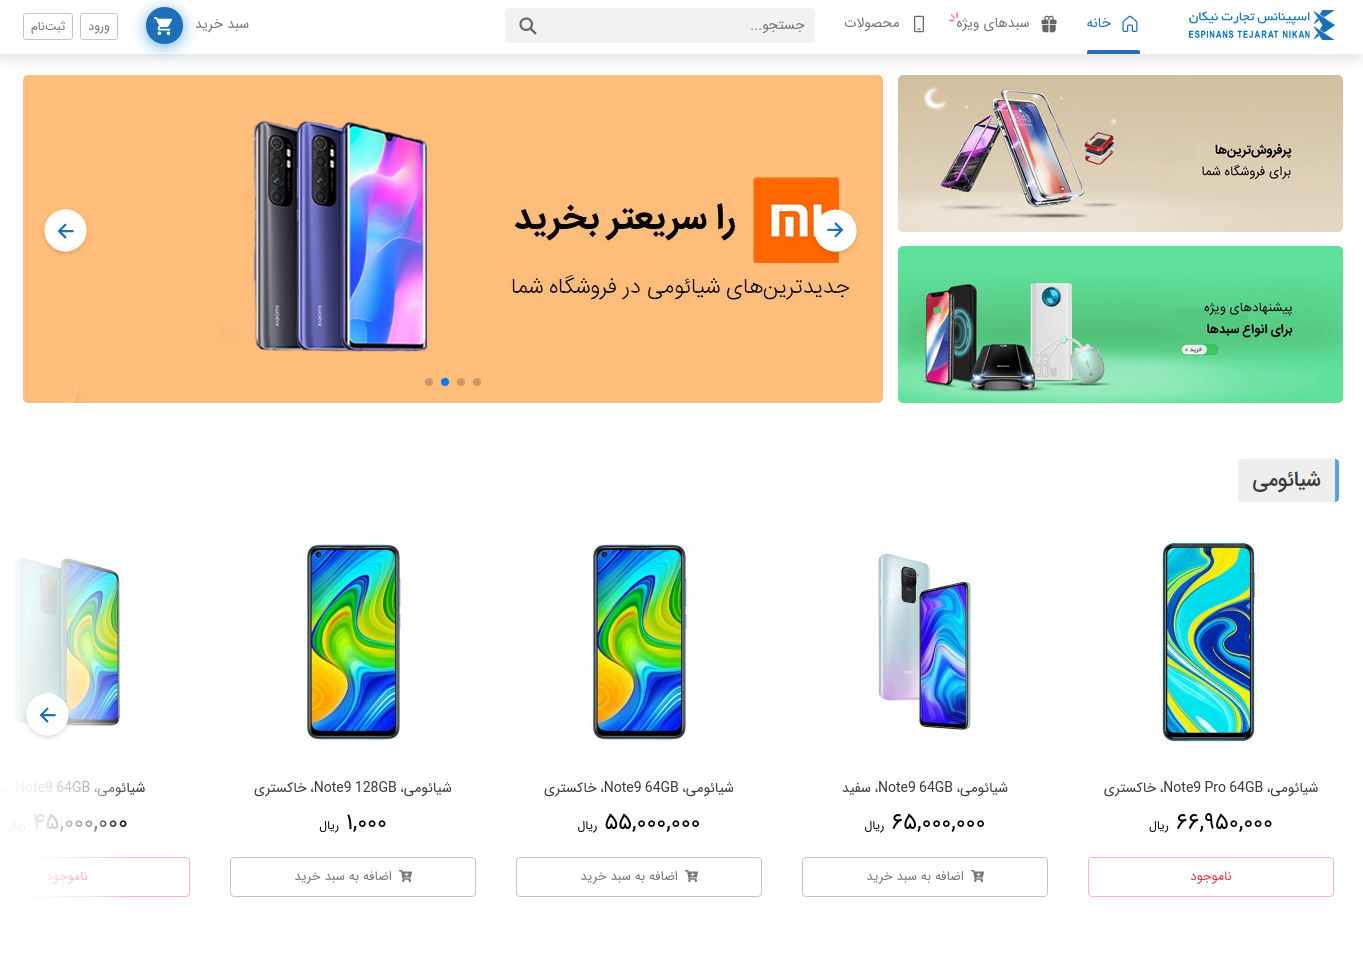 اسپینانس تجارت نیکان
ESPINANS TEJARAT NIKAN
خانه
سبدهای ویژه
محصولات
جستجو...
سبد خرید
ورود
ثبت‌نام
پرفروش‌ترین‌ها
برای فروشگاه شما
را سریعتر بخرید
جدیدترین‌های شیائومی در فروشگاه شما
پیشنهادهای ویژه
برای انواع سبدها
خرید >
شیائومی
شیائومی، Note9 Pro 64GB، خاکستری
۶۶,۹۵۰,۰۰۰ ریال
ناموجود
شیائومی، Note9 64GB، سفید
۶۵,۰۰۰,۰۰۰ ریال
اضافه به سبد خرید
شیائومی، Note9 64GB، خاکستری
۵۵,۰۰۰,۰۰۰ ریال
اضافه به سبد خرید
شیائومی، Note9 128GB، خاکستری
۱,۰۰۰ ریال
اضافه به سبد خرید
شیائومی، Note9 64GB،
۴۵,۰۰۰,۰۰۰ ریال
ناموجود